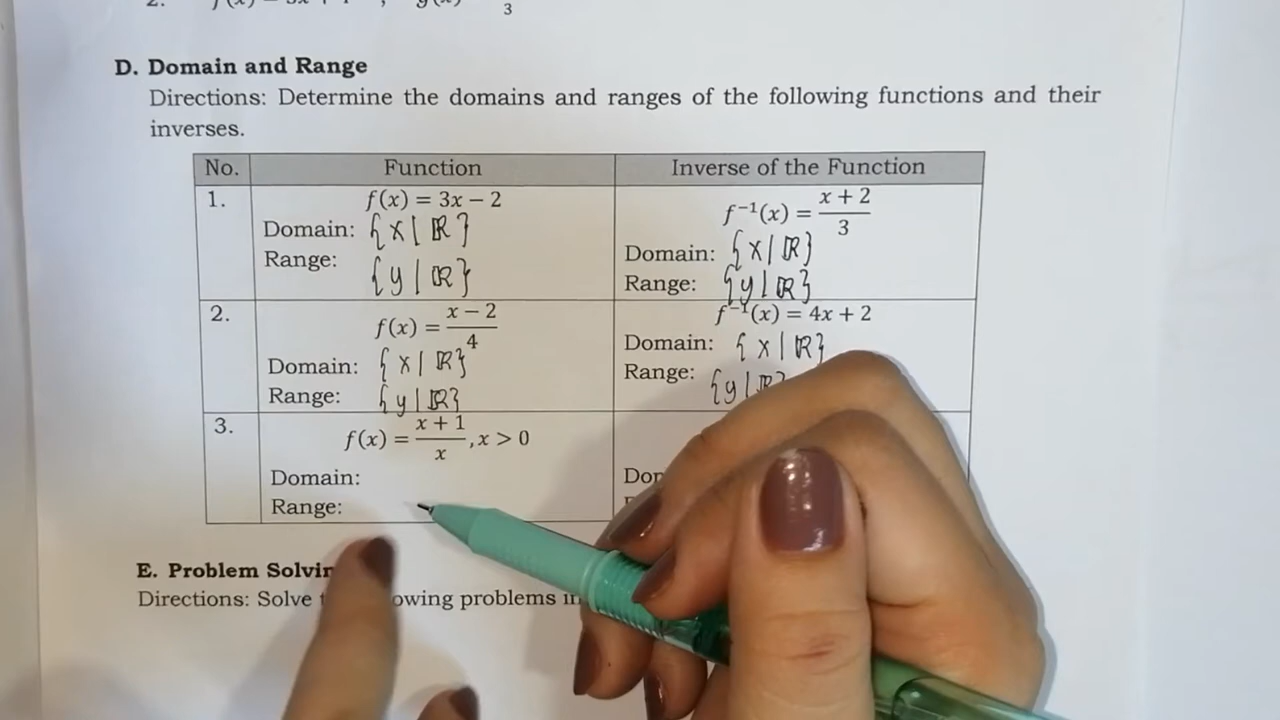 3
D. Domain and Range
Directions: Determine the domains and ranges of the following functions and their
inverses.
No. Function Inverse of the Function
1. f(x) = 3x − 2
Domain: {x | ℝ}
Range: {y | ℝ}
f⁻¹(x) = (x + 2)/3
Domain: {x | ℝ}
Range: {y | ℝ}
2. f(x) = (x − 2)/4
Domain: {x | ℝ}
Range: {y | ℝ}
f⁻¹(x) = 4x + 2
Domain: {x | ℝ}
Range: {y | ℝ}
3. f(x) = (x + 1)/x, x > 0
Domain:
Range:
E. Problem
Directions: Solve problems